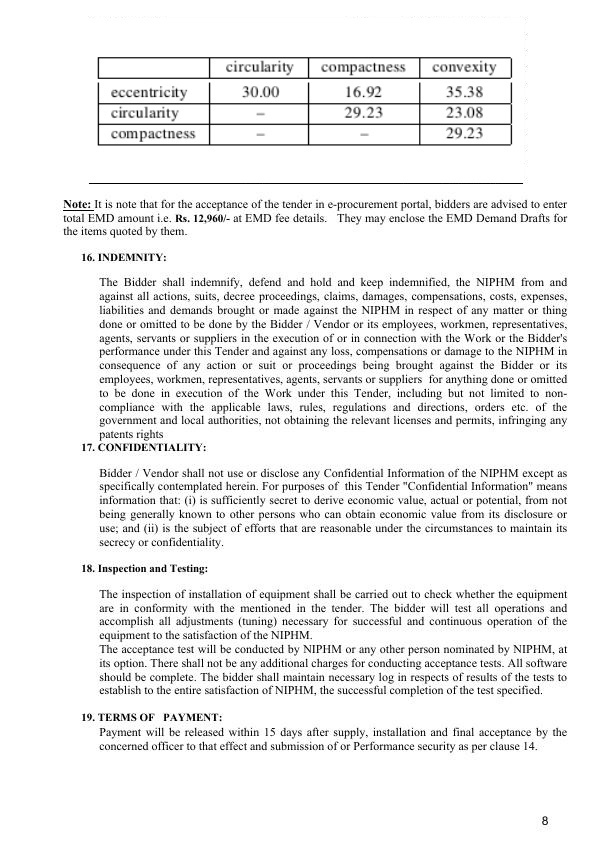 circularity compactness convexity
eccentricity 30.00 16.92 35.38
circularity – 29.23 23.08
compactness – – 29.23
Note: It is note that for the acceptance of the tender in e-procurement portal, bidders are advised to enter
total EMD amount i.e. Rs. 12,960/- at EMD fee details. They may enclose the EMD Demand Drafts for
the items quoted by them.
16. INDEMNITY:
The Bidder shall indemnify, defend and hold and keep indemnified, the NIPHM from and
against all actions, suits, decree proceedings, claims, damages, compensations, costs, expenses,
liabilities and demands brought or made against the NIPHM in respect of any matter or thing
done or omitted to be done by the Bidder / Vendor or its employees, workmen, representatives,
agents, servants or suppliers in the execution of or in connection with the Work or the Bidder's
performance under this Tender and against any loss, compensations or damage to the NIPHM in
consequence of any action or suit or proceedings being brought against the Bidder or its
employees, workmen, representatives, agents, servants or suppliers for anything done or omitted
to be done in execution of the Work under this Tender, including but not limited to non-
compliance with the applicable laws, rules, regulations and directions, orders etc. of the
government and local authorities, not obtaining the relevant licenses and permits, infringing any
patents rights
17. CONFIDENTIALITY:
Bidder / Vendor shall not use or disclose any Confidential Information of the NIPHM except as
specifically contemplated herein. For purposes of this Tender "Confidential Information" means
information that: (i) is sufficiently secret to derive economic value, actual or potential, from not
being generally known to other persons who can obtain economic value from its disclosure or
use; and (ii) is the subject of efforts that are reasonable under the circumstances to maintain its
secrecy or confidentiality.
18. Inspection and Testing:
The inspection of installation of equipment shall be carried out to check whether the equipment
are in conformity with the mentioned in the tender. The bidder will test all operations and
accomplish all adjustments (tuning) necessary for successful and continuous operation of the
equipment to the satisfaction of the NIPHM.
The acceptance test will be conducted by NIPHM or any other person nominated by NIPHM, at
its option. There shall not be any additional charges for conducting acceptance tests. All software
should be complete. The bidder shall maintain necessary log in respects of results of the tests to
establish to the entire satisfaction of NIPHM, the successful completion of the test specified.
19. TERMS OF PAYMENT:
Payment will be released within 15 days after supply, installation and final acceptance by the
concerned officer to that effect and submission of or Performance security as per clause 14.
8